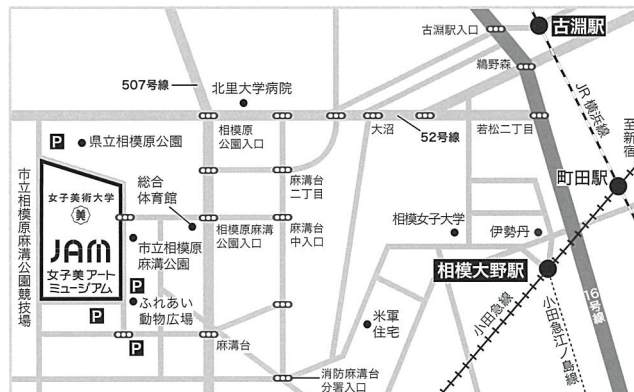 古淵駅入口
古淵駅
507号線
北里大学病院
鵜野森
JR 横浜線
P
県立相模原公園
相模原
公園入口
大沼
52号線
若松二丁目
至新宿
市立相模原麻溝公園競技場
女子美術大学
美
JAM
女子美アート
ミュージアム
総合
体育館
麻溝台
二丁目
町田駅
相模原麻溝
公園入口
麻溝台
中入口
相模女子大学
伊勢丹
市立相模原
麻溝公園
相模大野駅
P
ふれあい
動物広場
P
P
麻溝台
米軍
住宅
小田急線
小田急江ノ島線
16号線
消防麻溝台
分署入口